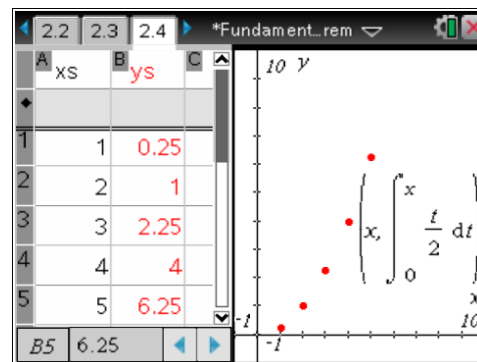 2.2 2.3 2.4 *Fundament...rem
A xs B ys C
1 1 0.25
2 2 1
3 3 2.25
4 4 4
5 5 6.25
B5 6.25
10 y
(x, ∫ x 0 t/2 dt)
x
-1 10
-1